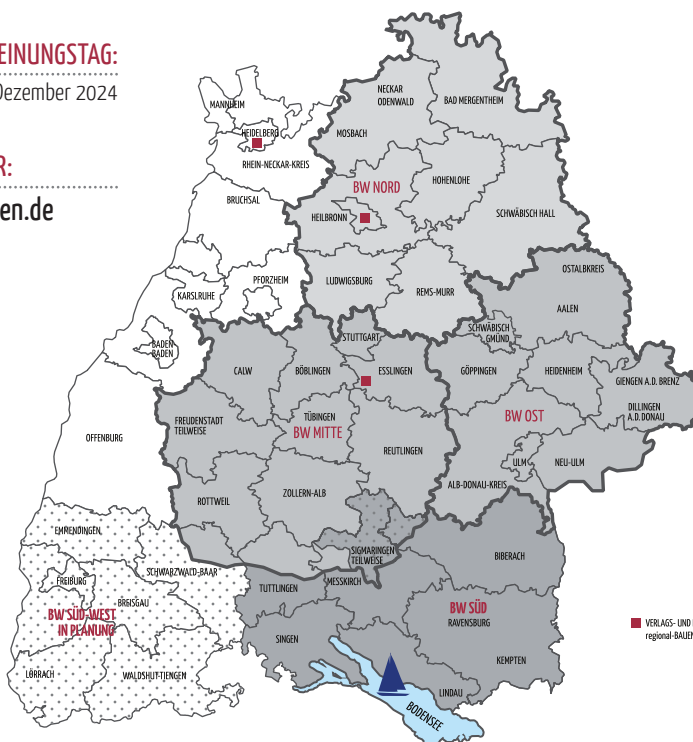 EINUNGSTAG:
Dezember 2024
R:
en.de
MANNHEIM
HEIDELBERG
RHEIN-NECKAR-KREIS
BRUCHSAL
PFORZHEIM
KARSLRUHE
BADEN
BADEN
OFFENBURG
NECKAR
ODENWALD
BAD MERGENTHEIM
MOSBACH
BW NORD
HOHENLOHE
HEILBRONN
SCHWÄBISCH HALL
LUDWIGSBURG
REMS-MURR
OSTALBKREIS
AALEN
SCHWÄBISCH
GMÜND
STUTTGART
CALW
BÖBLINGEN
ESSLINGEN
GÖPPINGEN
HEIDENHEIM
GIENGEN A.D. BRENZ
DILLINGEN
A.D. DONAU
FREUDENSTADT
TEILWEISE
TÜBINGEN
BW MITTE
BW OST
REUTLINGEN
ULM
NEU-ULM
ALB-DONAU-KREIS
ROTTWEIL
ZOLLERN-ALB
SIGMARINGEN
TEILWEISE
BIBERACH
EMMENDINGEN
SCHWARZWALD-BAAR
FREIBURG
BREISGAU
BW SÜD-WEST
IN PLANUNG
LÖRRACH
WALDSHUT-TIENGEN
TUTTLINGEN
MESSKIRCH
BW SÜD
RAVENSBURG
SINGEN
KEMPTEN
LINDAU
BODENSEE
VERLAGS- UND
regional-BAUEN